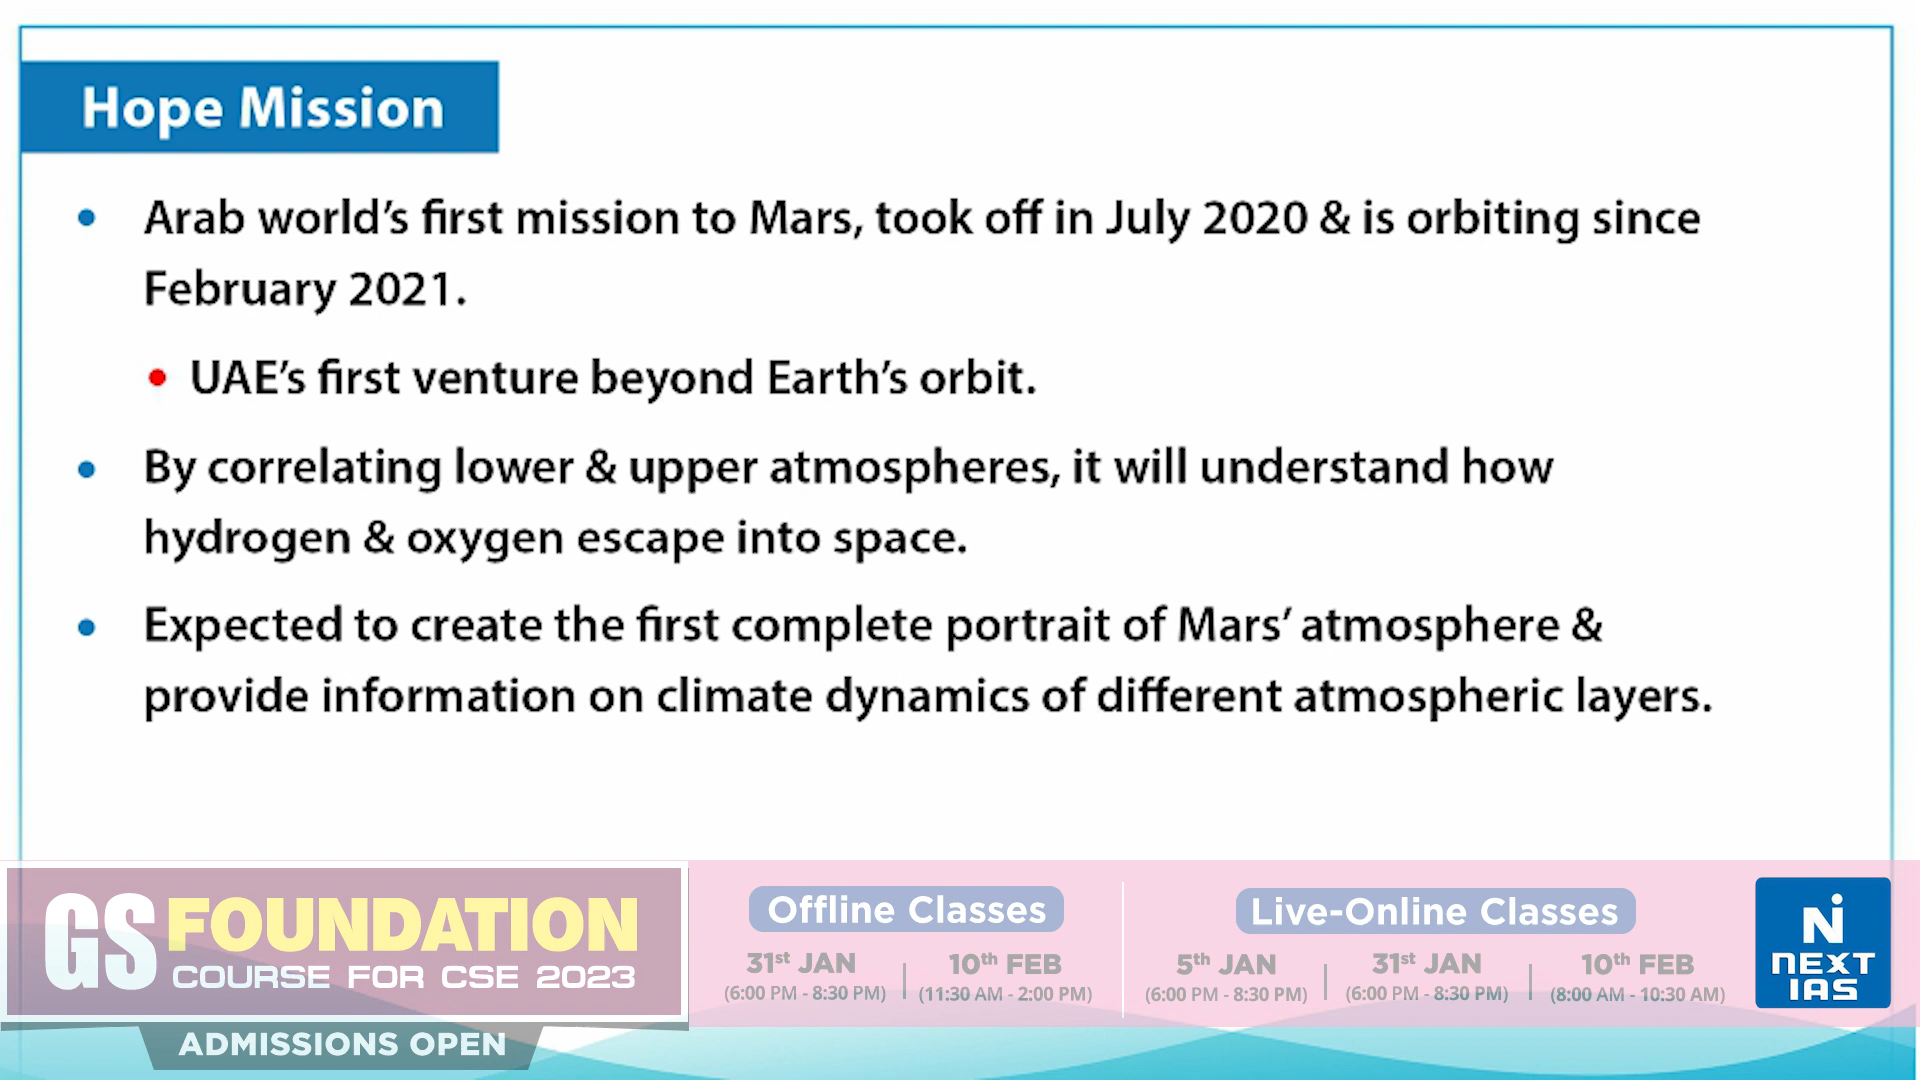 Hope Mission
• Arab world’s first mission to Mars, took off in July 2020 & is orbiting since
February 2021.
• UAE’s first venture beyond Earth’s orbit.
• By correlating lower & upper atmospheres, it will understand how
hydrogen & oxygen escape into space.
• Expected to create the first complete portrait of Mars’ atmosphere &
provide information on climate dynamics of different atmospheric layers.
GS FOUNDATION
COURSE FOR CSE 2023
ADMISSIONS OPEN
Offline Classes
31st JAN | 10th FEB
(6:00 PM - 8:30 PM) | (11:30 AM - 2:00 PM)
Live-Online Classes
5th JAN | 31st JAN | 10th FEB
(6:00 PM - 8:30 PM) | (6:00 PM - 8:30 PM) | (8:00 AM - 10:30 AM)
NEXT
IAS